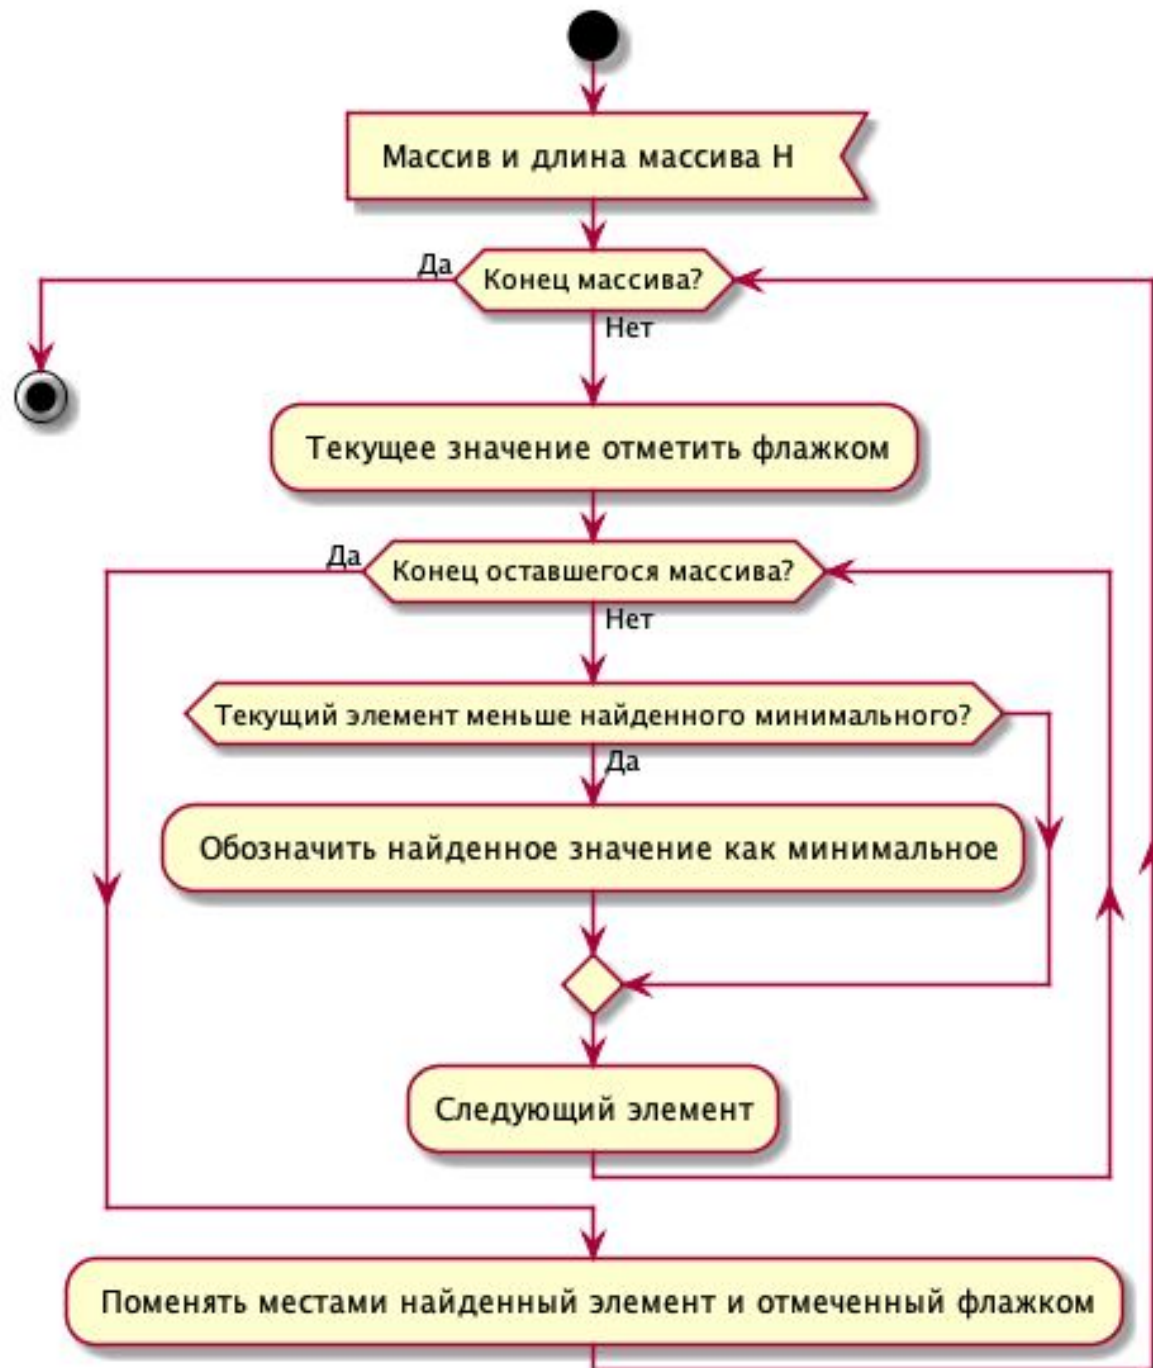 Массив и длина массива Н
Да
Конец массива?
Нет
Текущее значение отметить флажком
Да
Конец оставшегося массива?
Нет
Текущий элемент меньше найденного минимального?
Да
Обозначить найденное значение как минимальное
Следующий элемент
Поменять местами найденный элемент и отмеченный флажком